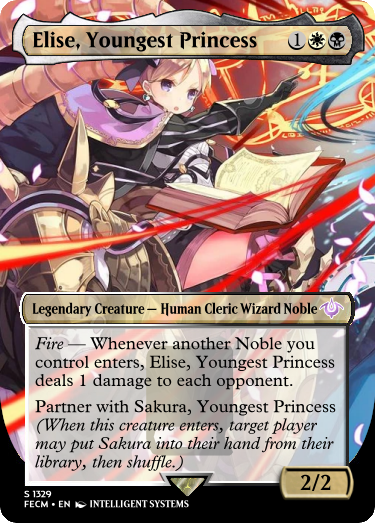 Elise, Youngest Princess 1
Legendary Creature — Human Cleric Wizard Noble
Fire — Whenever another Noble you
control enters, Elise, Youngest Princess
deals 1 damage to each opponent.
Partner with Sakura, Youngest Princess
(When this creature enters, target player
may put Sakura into their hand from their
library, then shuffle.)
2/2
S 1329
FECM • EN INTELLIGENT SYSTEMS